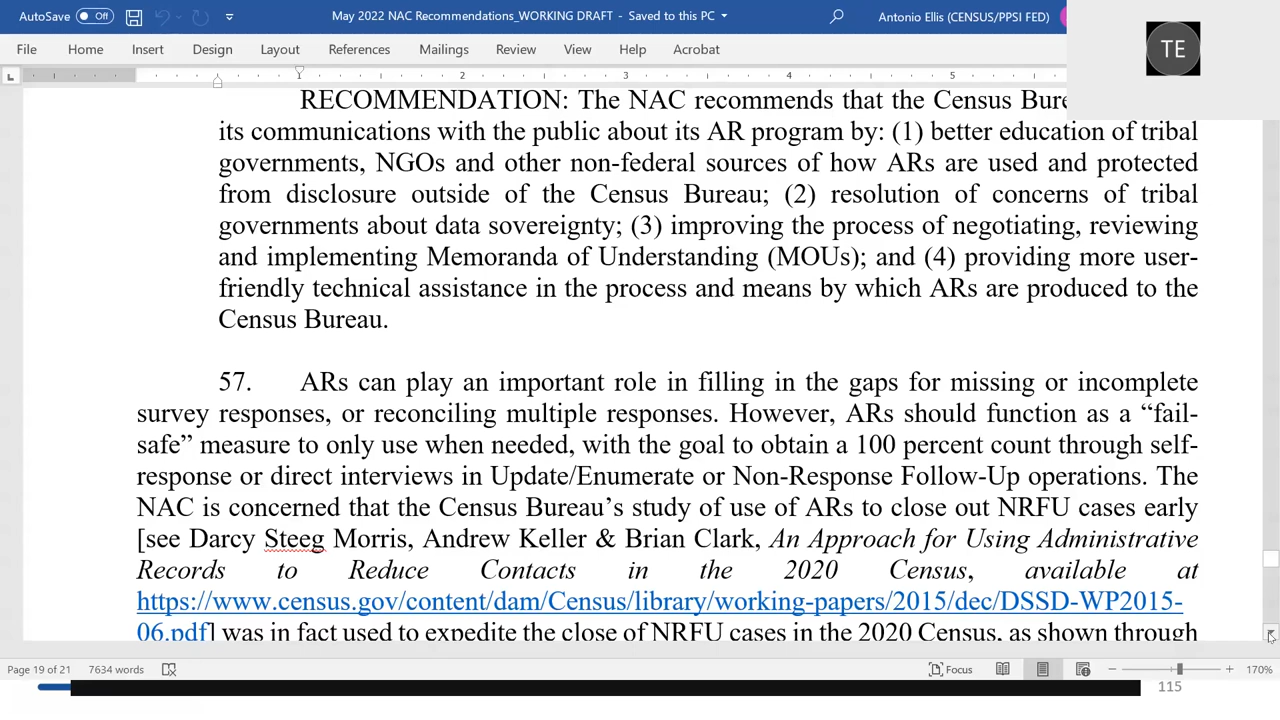 AutoSave Off May 2022 NAC Recommendations_WORKING DRAFT - Saved to this PC Antonio Ellis (CENSUS/PPSI FED)
TE
File Home Insert Design Layout References Mailings Review View Help Acrobat
1 2 3 4 5
RECOMMENDATION: The NAC recommends that the Census
its communications with the public about its AR program by: (1) better education of tribal
governments, NGOs and other non-federal sources of how ARs are used and protected
from disclosure outside of the Census Bureau; (2) resolution of concerns of tribal
governments about data sovereignty; (3) improving the process of negotiating, reviewing
and implementing Memoranda of Understanding (MOUs); and (4) providing more user-
friendly technical assistance in the process and means by which ARs are produced to the
Census Bureau.
57. ARs can play an important role in filling in the gaps for missing or incomplete
survey responses, or reconciling multiple responses. However, ARs should function as a “fail-
safe” measure to only use when needed, with the goal to obtain a 100 percent count through self-
response or direct interviews in Update/Enumerate or Non-Response Follow-Up operations. The
NAC is concerned that the Census Bureau’s study of use of ARs to close out NRFU cases early
[see Darcy Steeg Morris, Andrew Keller & Brian Clark, An Approach for Using Administrative
Records to Reduce Contacts in the 2020 Census, available at
https://www.census.gov/content/dam/Census/library/working-papers/2015/dec/DSSD-WP2015-
06.pdf] was in fact used to expedite the close of NRFU cases in the 2020 Census, as shown through
Page 19 of 21 7634 words Focus 170%
115